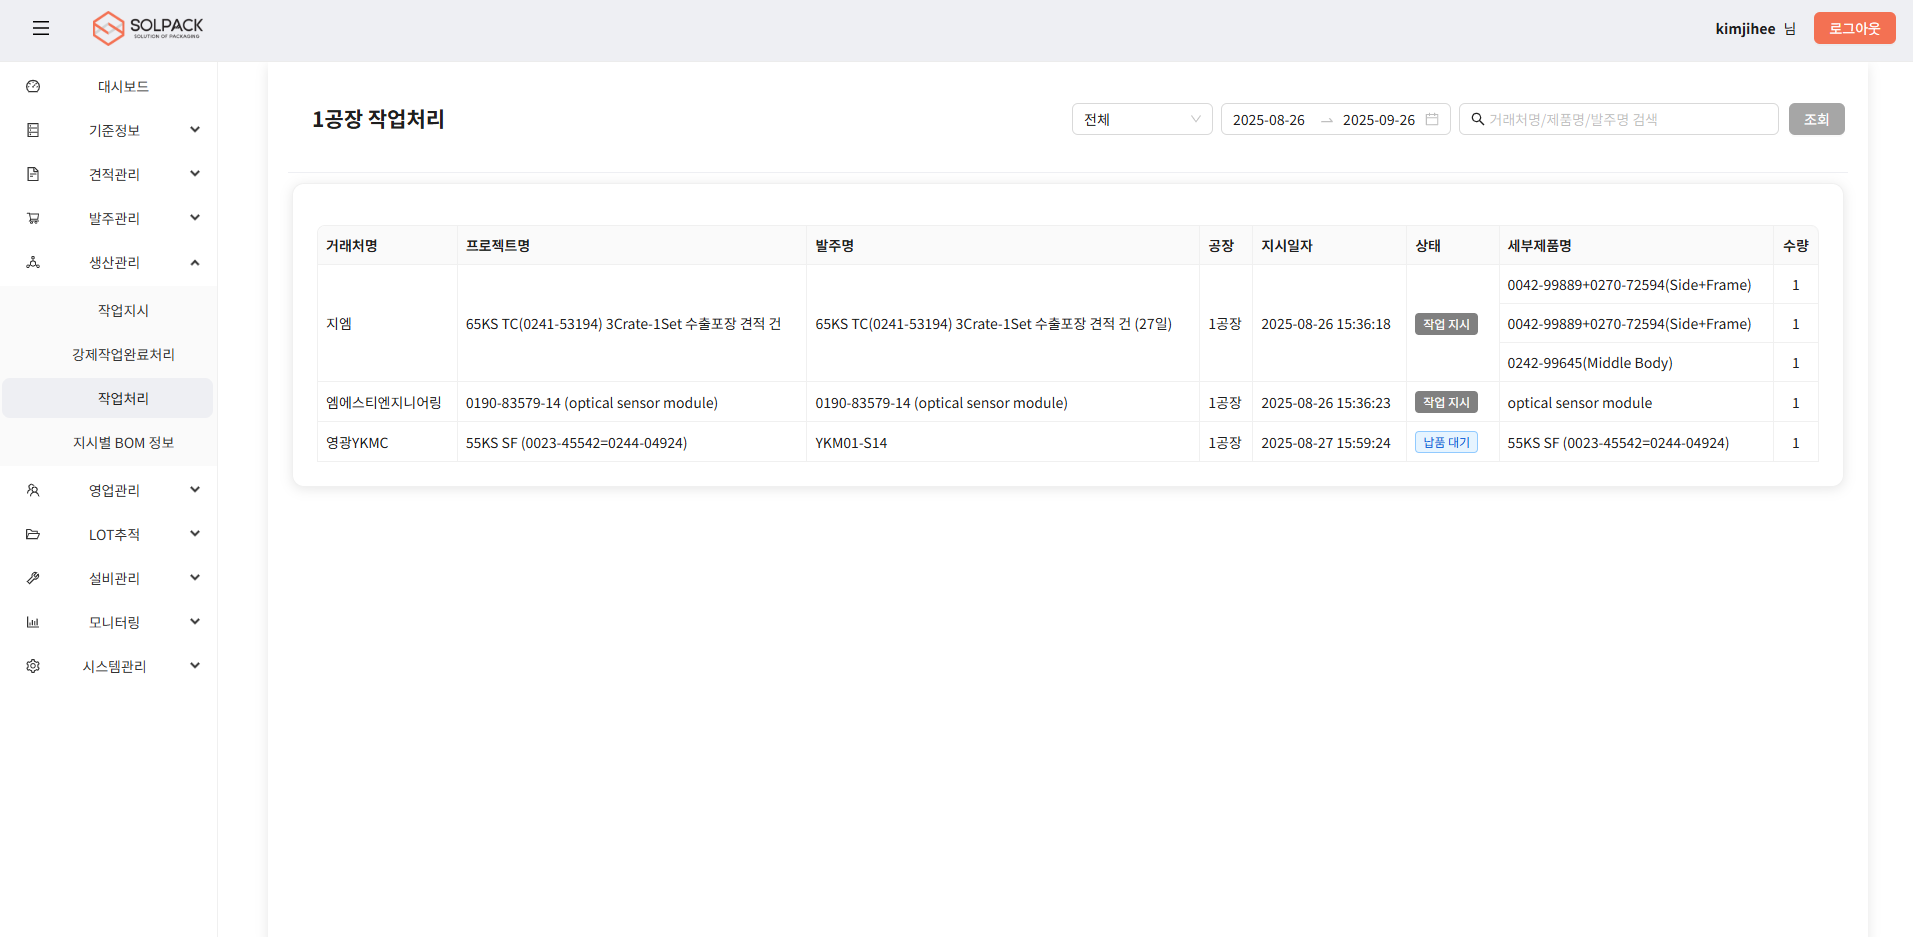 SOLPACK
SOLUTION OF PACKAGING
kimjihee 님
로그아웃
대시보드
기준정보
견적관리
발주관리
생산관리
작업지시
강제작업완료처리
작업처리
지시별 BOM 정보
영업관리
LOT추적
설비관리
모니터링
시스템관리
1공장 작업처리
전체
2025-08-26 → 2025-09-26
거래처명/제품명/발주명 검색
조회
거래처명 프로젝트명 발주명 공장 지시일자 상태 세부제품명 수량
지엠 65KS TC(0241-53194) 3Crate-1Set 수출포장 견적 건 65KS TC(0241-53194) 3Crate-1Set 수출포장 견적 건 (27일) 1공장 2025-08-26 15:36:18 작업 지시
0042-99889+0270-72594(Side+Frame) 1
0042-99889+0270-72594(Side+Frame) 1
0242-99645(Middle Body) 1
엠에스티엔지니어링 0190-83579-14 (optical sensor module) 0190-83579-14 (optical sensor module) 1공장 2025-08-26 15:36:23 작업 지시 optical sensor module 1
영광YKMC 55KS SF (0023-45542=0244-04924) YKM01-S14 1공장 2025-08-27 15:59:24 납품 대기 55KS SF (0023-45542=0244-04924) 1